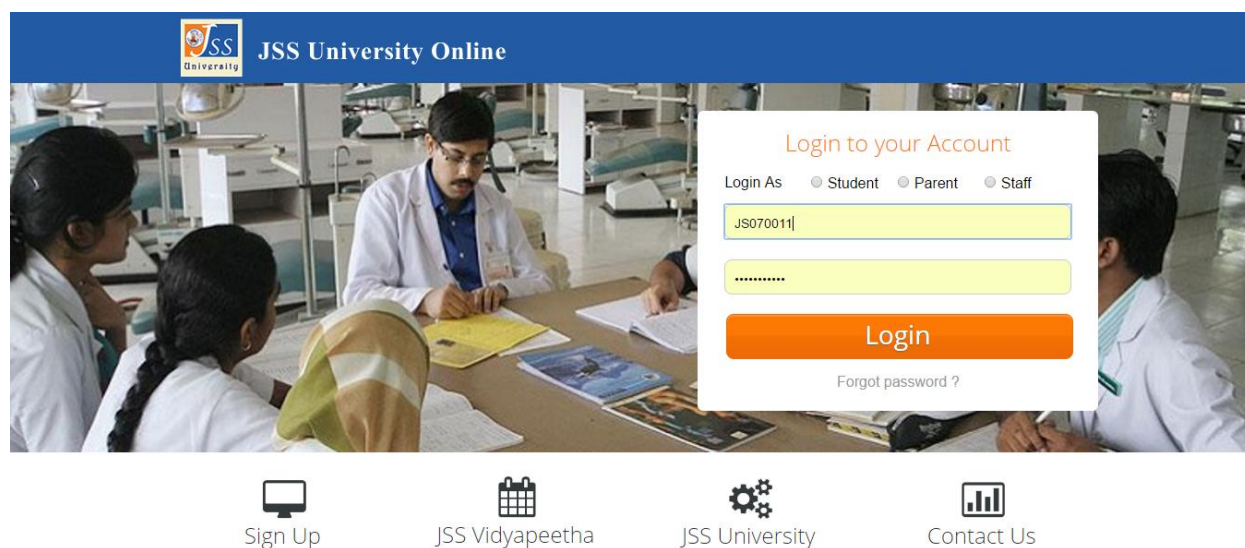 JSS
University
JSS University Online
Login to your Account
Login As Student Parent Staff
JS070011
...........
Login
Forgot password ?
Sign Up JSS Vidyapeetha JSS University Contact Us